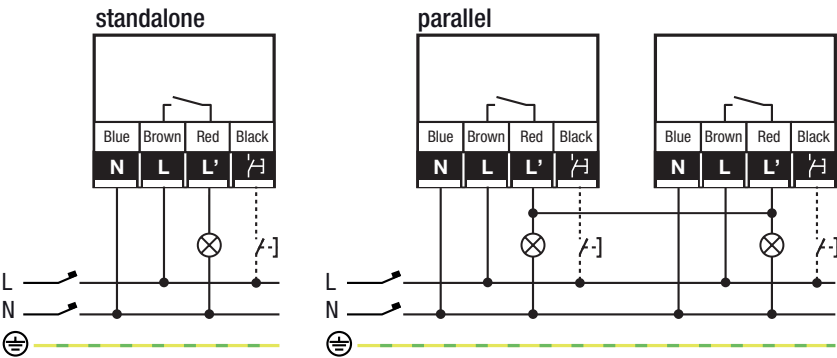 standalone parallel
Blue Brown Red Black Blue Brown Red Black Blue Brown Red Black
N L L’ N L L’ N L L’
L L
N N